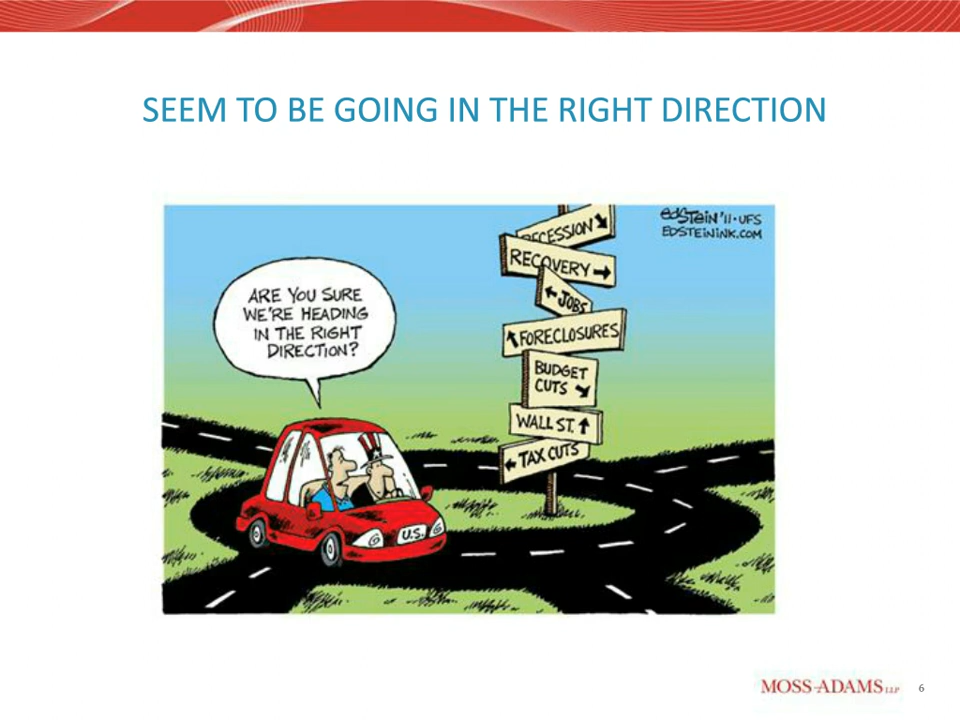 SEEM TO BE GOING IN THE RIGHT DIRECTION
EDSTEIN '11 · UFS
EDSTEININK.COM
ARE YOU SURE
WE'RE HEADING
IN THE RIGHT
DIRECTION?
RECESSION
RECOVERY →
← JOBS
FORECLOSURES
BUDGET
CUTS
WALL ST. ↑
← TAX CUTS
U.S.
MOSS-ADAMS LLP
6